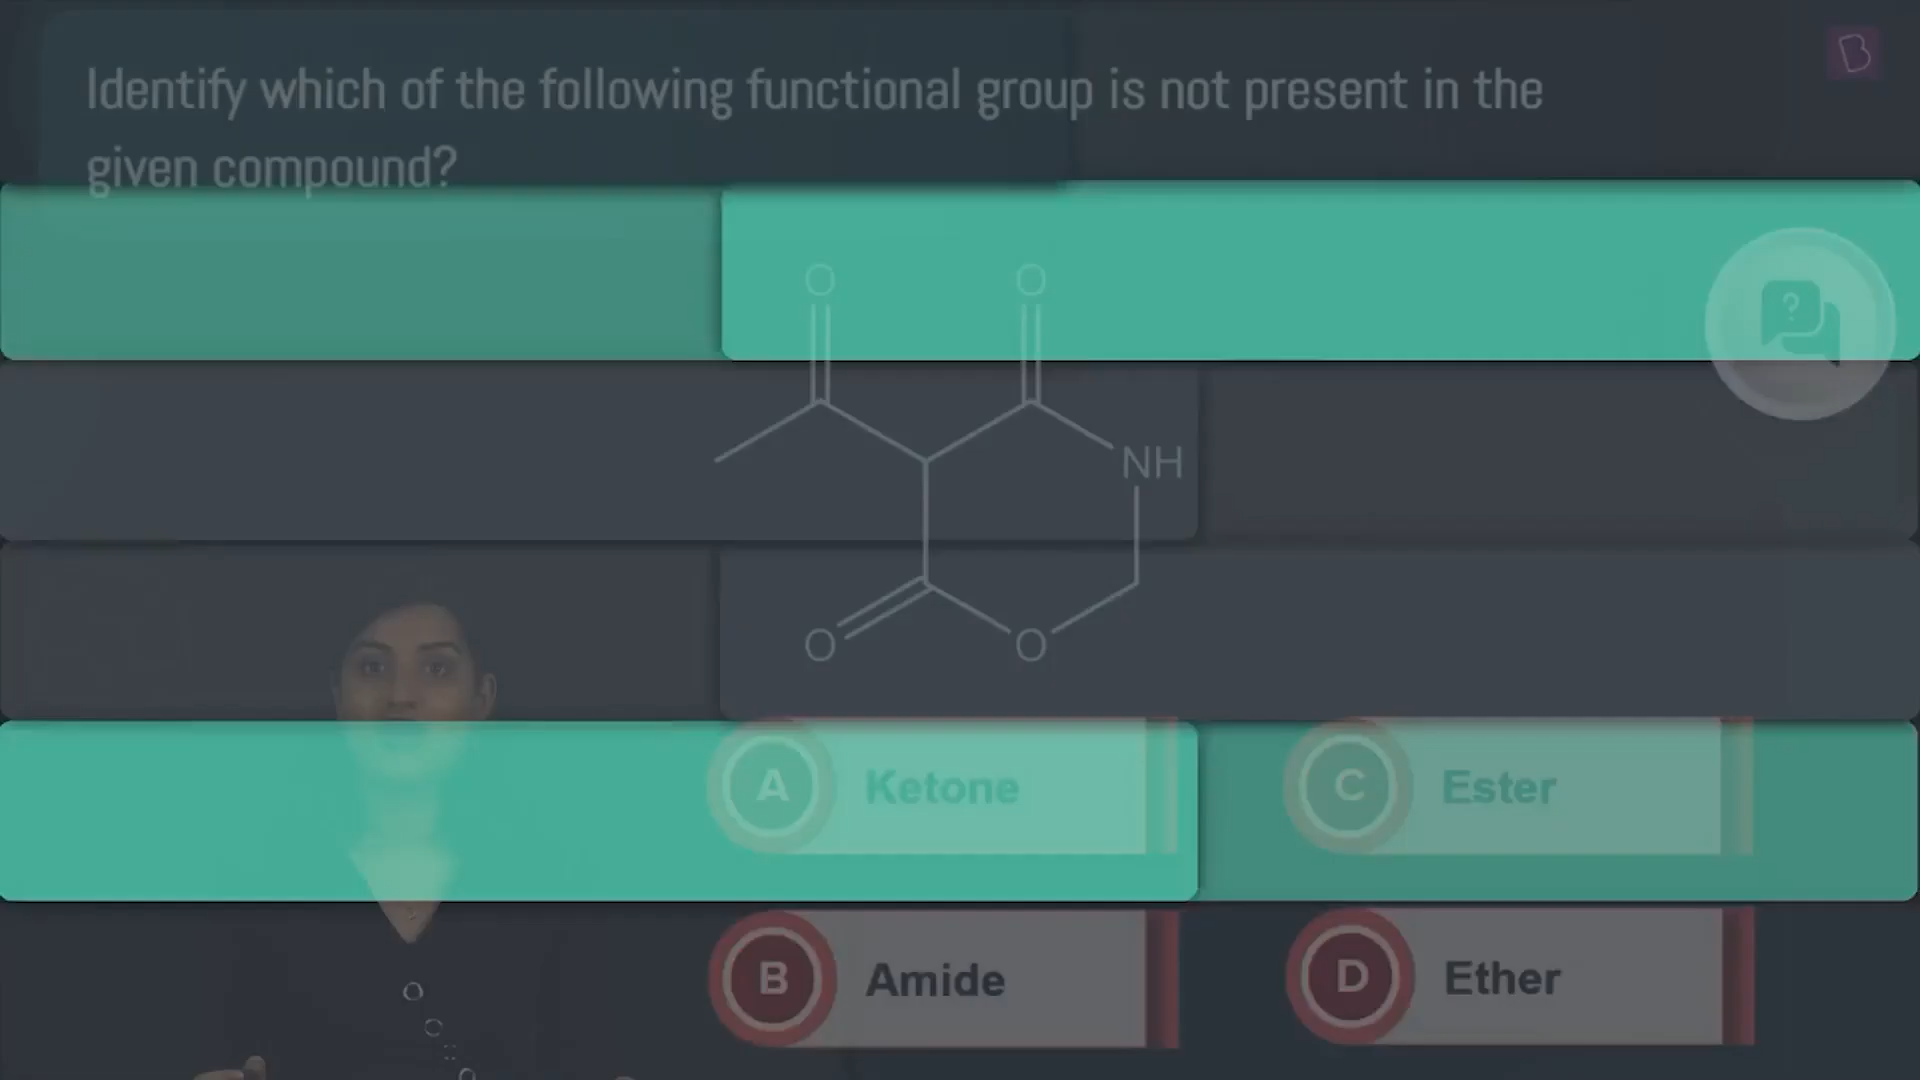 Identify which of the following functional group is not present in the
given compound?
B
?
O O
NH
O O
A Ketone
C Ester
B Amide
D Ether